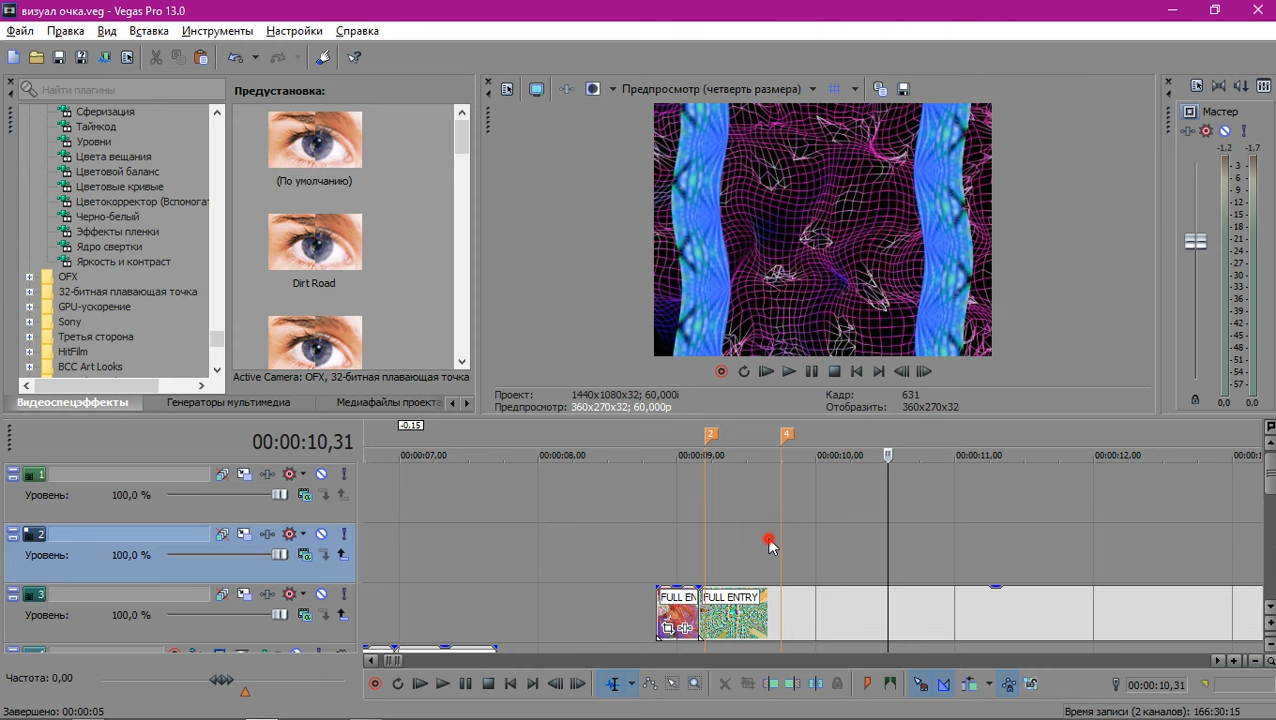 визуал очка.veg - Vegas Pro 13.0
Файл Правка Вид Вставка Инструменты Настройки Справка
Найти плагины
Сферизация
Тайнкод
Уровни
Цвета вещания
Цветовой баланс
Цветовые кривые
Цветокорректор (Вспомогат
Черно-белый
Эффекты пленки
Ядро свертки
Яркость и контраст
OFX
32-битная плавающая точка
GPU-ускорение
Sony
Третья сторона
HitFilm
BCC Art Looks
Предустановка:
(По умолчанию)
Dirt Road
Active Camera: OFX, 32-битная плавающая точка
Видеоспецэффекты Генераторы мультимедиа Медиафайлы проекта
Предпросмотр (четверть размера)
Проект: 1440x1080x32; 60,000i
Предпросмотр: 360x270x32; 60,000p
Кадр: 631
Отобразить: 360x270x32
Мастер
-1,2 -1,7
3
6
9
12
15
18
21
24
27
30
33
36
39
42
45
48
51
54
57
0,0 0,0
00:00:10,31
-0,15
2 4
00:00:07,00 00:00:08,00 00:00:09,00 00:00:10,00 00:00:11,00 00:00:12,00
1
Уровень: 100,0 %
2
Уровень: 100,0 %
3
Уровень: 100,0 %
FULL EN FULL ENTRY
Частота: 0,00
00:00:10,31
Завершено: 00:00:05
Время записи (2 каналов): 166:30:15